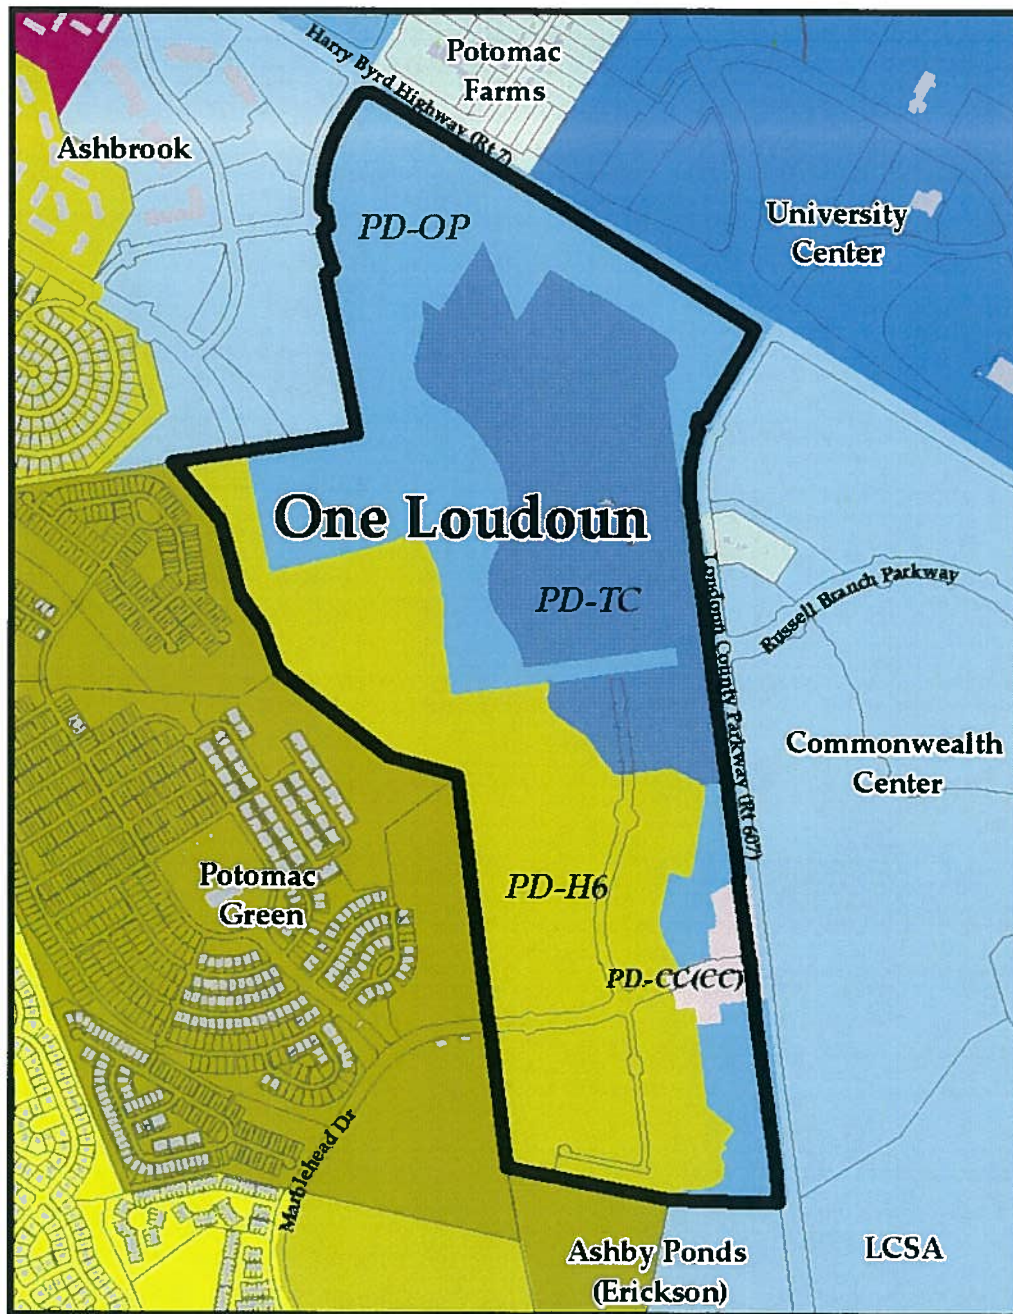 Harry Byrd Highway (Rt 7)
Potomac
Farms
Ashbrook
University
Center
PD-OP
One Loudoun
PD-TC
Loudoun County Parkway (Rt 607)
Russell Branch Parkway
Commonwealth
Center
Potomac
Green
PD-H6
PD-CC(CC)
Marblehead Dr
Ashby Ponds
(Erickson)
LCSA